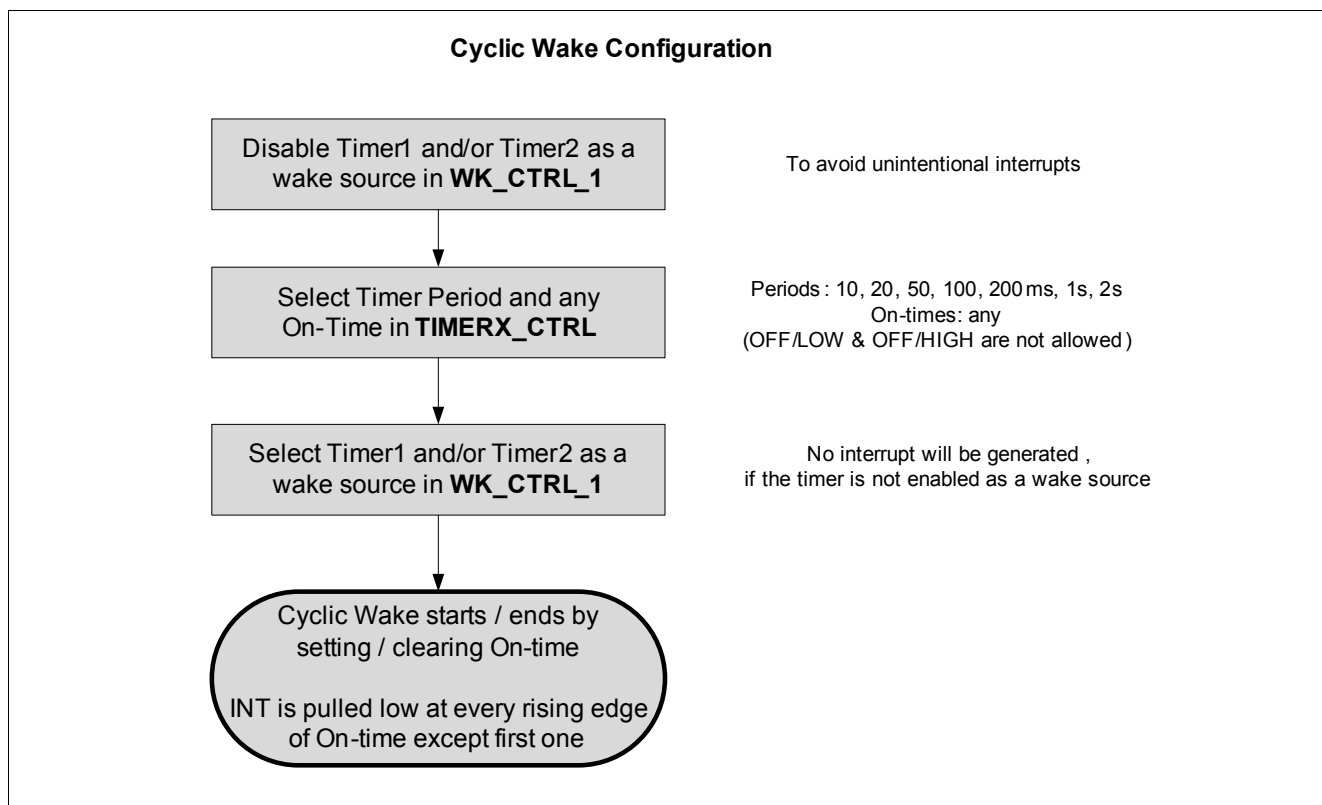 Cyclic Wake Configuration
Disable Timer1 and/or Timer2 as a
wake source in WK_CTRL_1
To avoid unintentional interrupts
Select Timer Period and any
On-Time in TIMERX_CTRL
Periods : 10, 20, 50, 100, 200ms, 1s, 2s
On-times: any
(OFF/LOW & OFF/HIGH are not allowed )
Select Timer1 and/or Timer2 as a
wake source in WK_CTRL_1
No interrupt will be generated ,
if the timer is not enabled as a wake source
Cyclic Wake starts / ends by
setting / clearing On-time
INT is pulled low at every rising edge
of On-time except first one